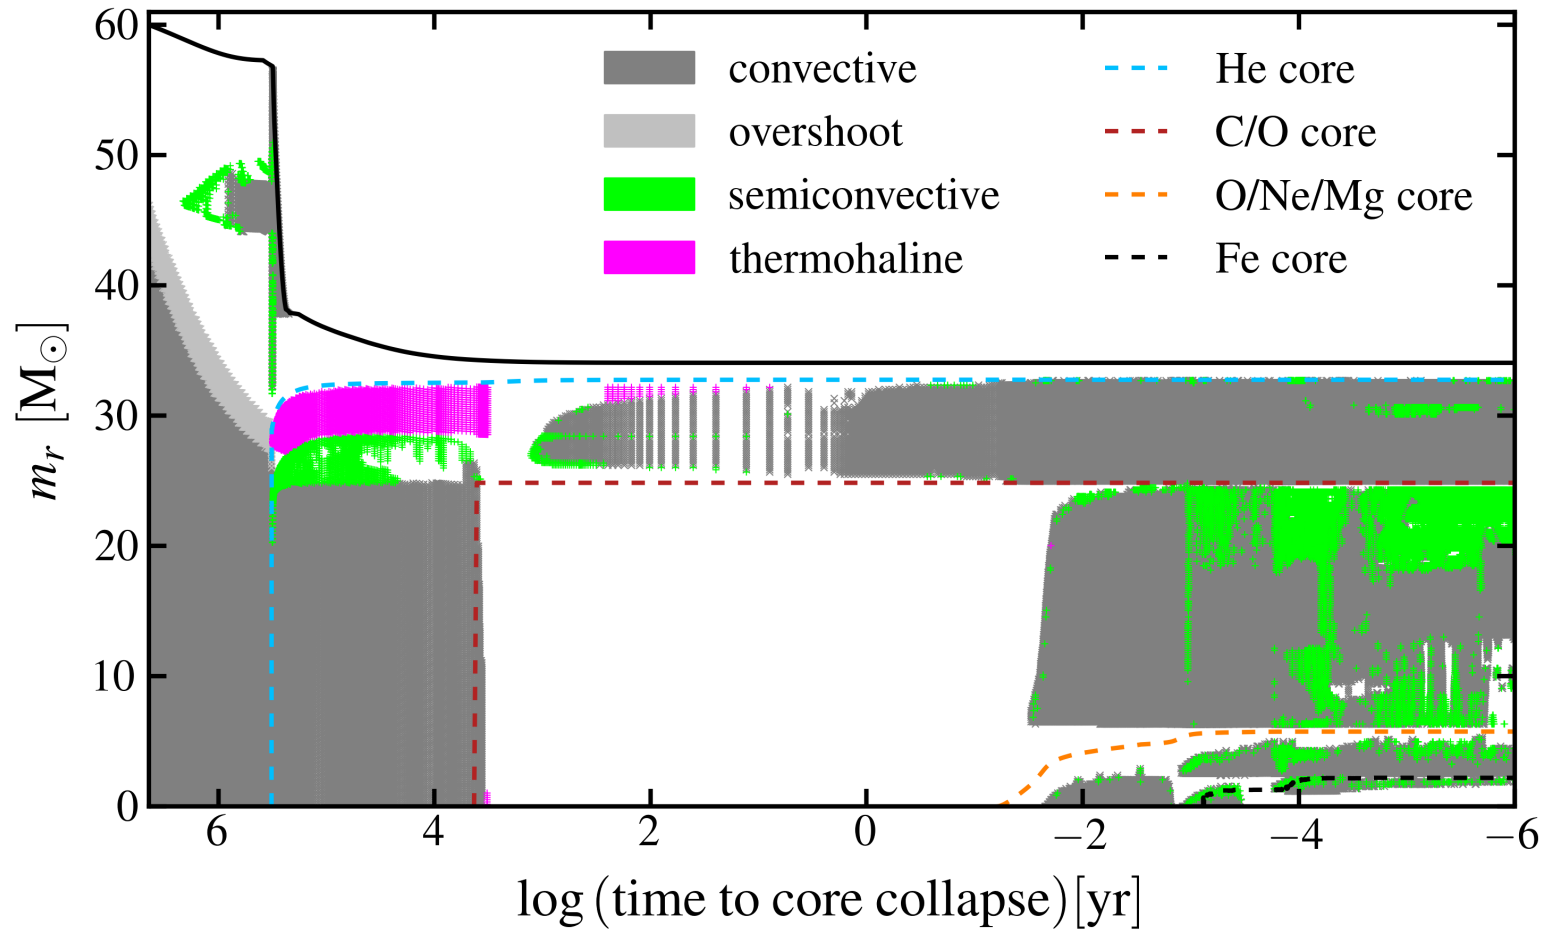 60
50
40
30
20
10
0
m_r [M_⊙]
convective
overshoot
semiconvective
thermohaline
He core
C/O core
O/Ne/Mg core
Fe core
6 4 2 0 −2 −4 −6
log (time to core collapse) [yr]